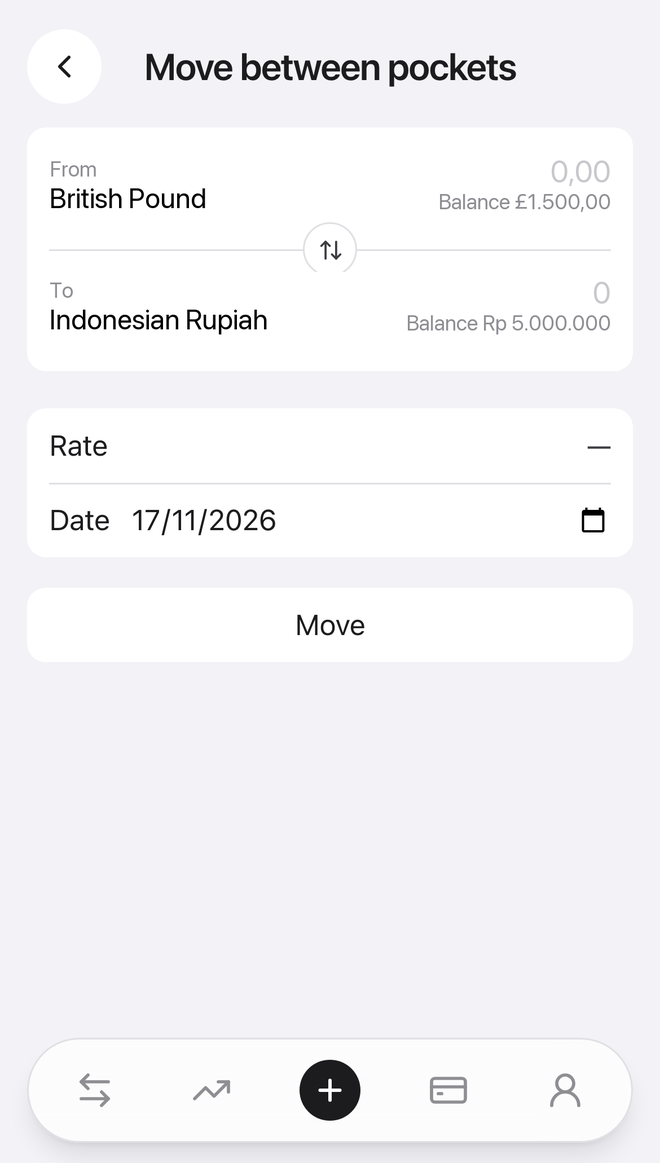 Move between pockets
From
British Pound
0,00
Balance £1.500,00
To
Indonesian Rupiah
0
Balance Rp 5.000.000
Rate —
Date 17/11/2026
Move